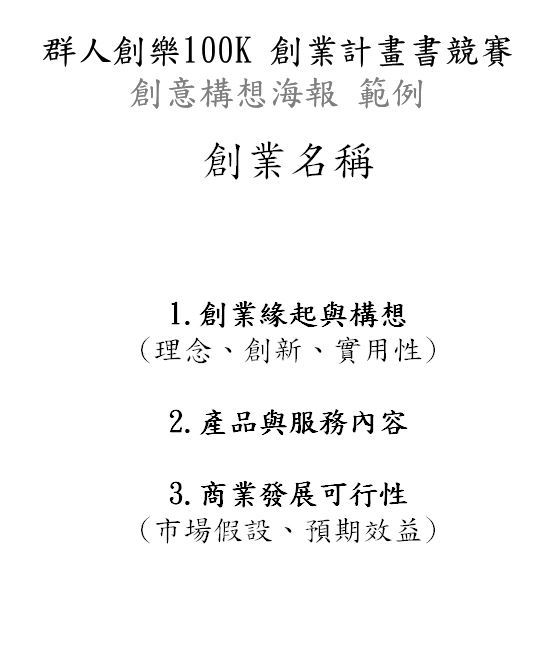 群人創樂100K 創業計畫書競賽
創意構想海報 範例
創業名稱
1.創業緣起與構想
(理念、創新、實用性)
2.產品與服務內容
3.商業發展可行性
(市場假設、預期效益)